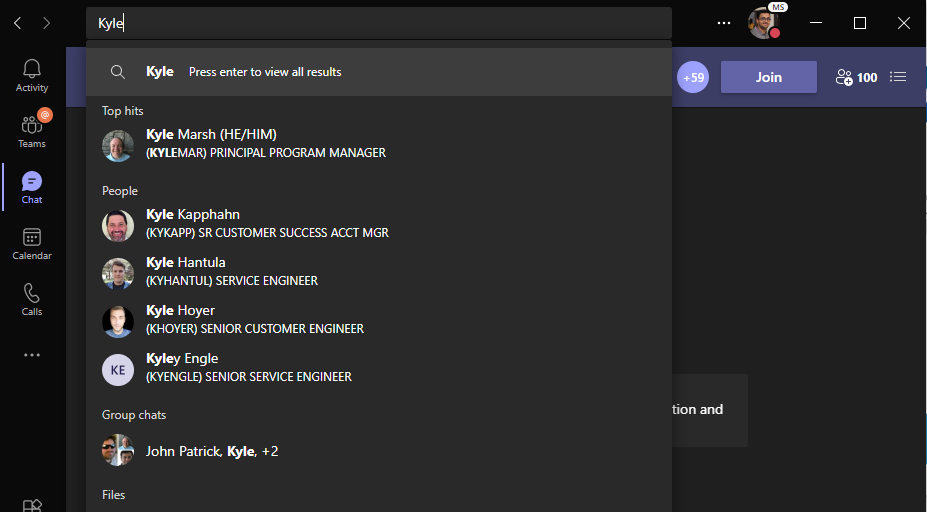 Kyle
MS
Activity
@
Teams
Chat
Calendar
Calls
Kyle Press enter to view all results
+59
Join
100
Top hits
Kyle Marsh (HE/HIM)
(KYLEMAR) PRINCIPAL PROGRAM MANAGER
People
Kyle Kapphahn
(KYKAPP) SR CUSTOMER SUCCESS ACCT MGR
Kyle Hantula
(KYHANTUL) SERVICE ENGINEER
Kyle Hoyer
(KHOYER) SENIOR CUSTOMER ENGINEER
KE
Kyley Engle
(KYENGLE) SENIOR SERVICE ENGINEER
tion and
Group chats
John Patrick, Kyle, +2
Files